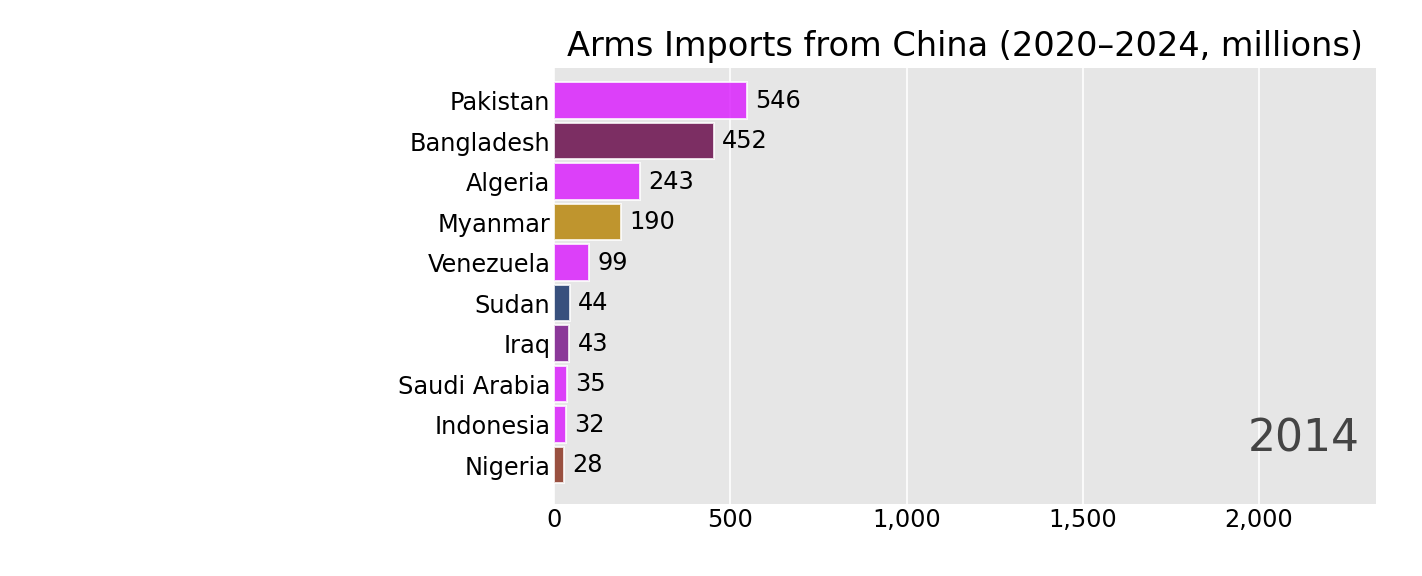 Arms Imports from China (2020–2024, millions)
Pakistan 546
Bangladesh 452
Algeria 243
Myanmar 190
Venezuela 99
Sudan 44
Iraq 43
Saudi Arabia 35
Indonesia 32
Nigeria 28
2014
0 500 1,000 1,500 2,000